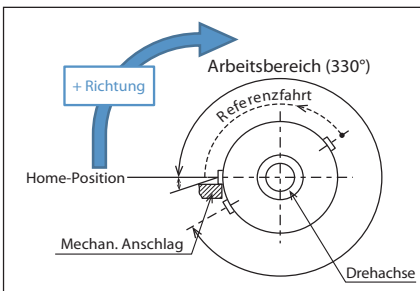 Arbeitsbereich (330°)
+ Richtung
Referenzfahrt
Home-Position
Mechan. Anschlag
Drehachse